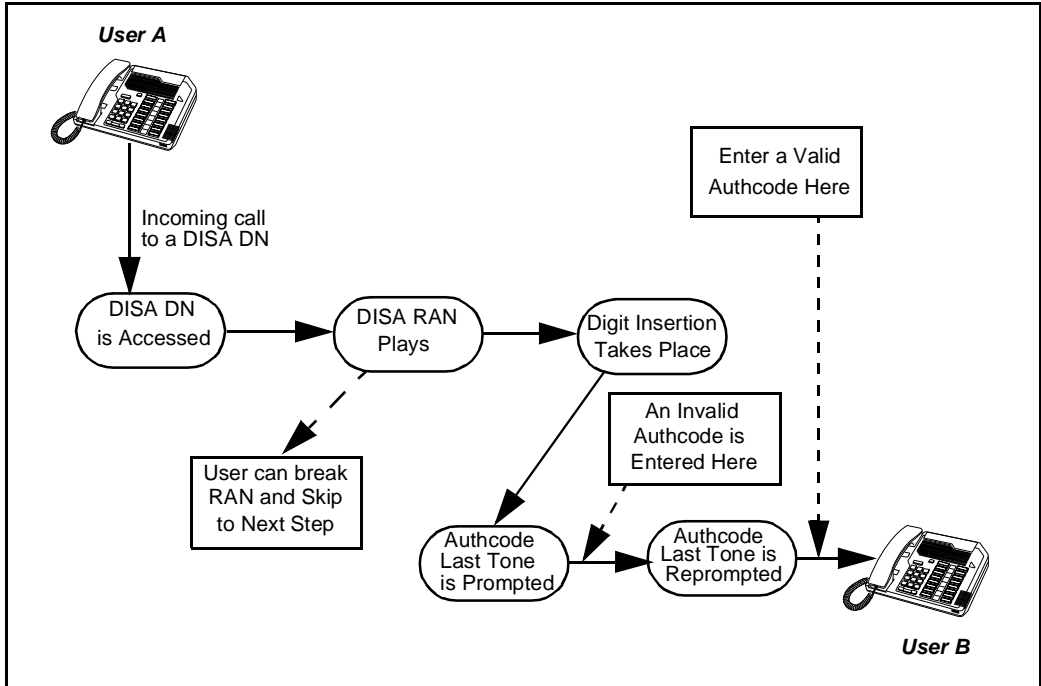 User A
Enter a Valid
Authcode Here
Incoming call
to a DISA DN
DISA DN
is Accessed
DISA RAN
Plays
Digit Insertion
Takes Place
An Invalid
Authcode is
Entered Here
User can break
RAN and Skip
to Next Step
Authcode
Last Tone
is Prompted
Authcode
Last Tone is
Reprompted
User B